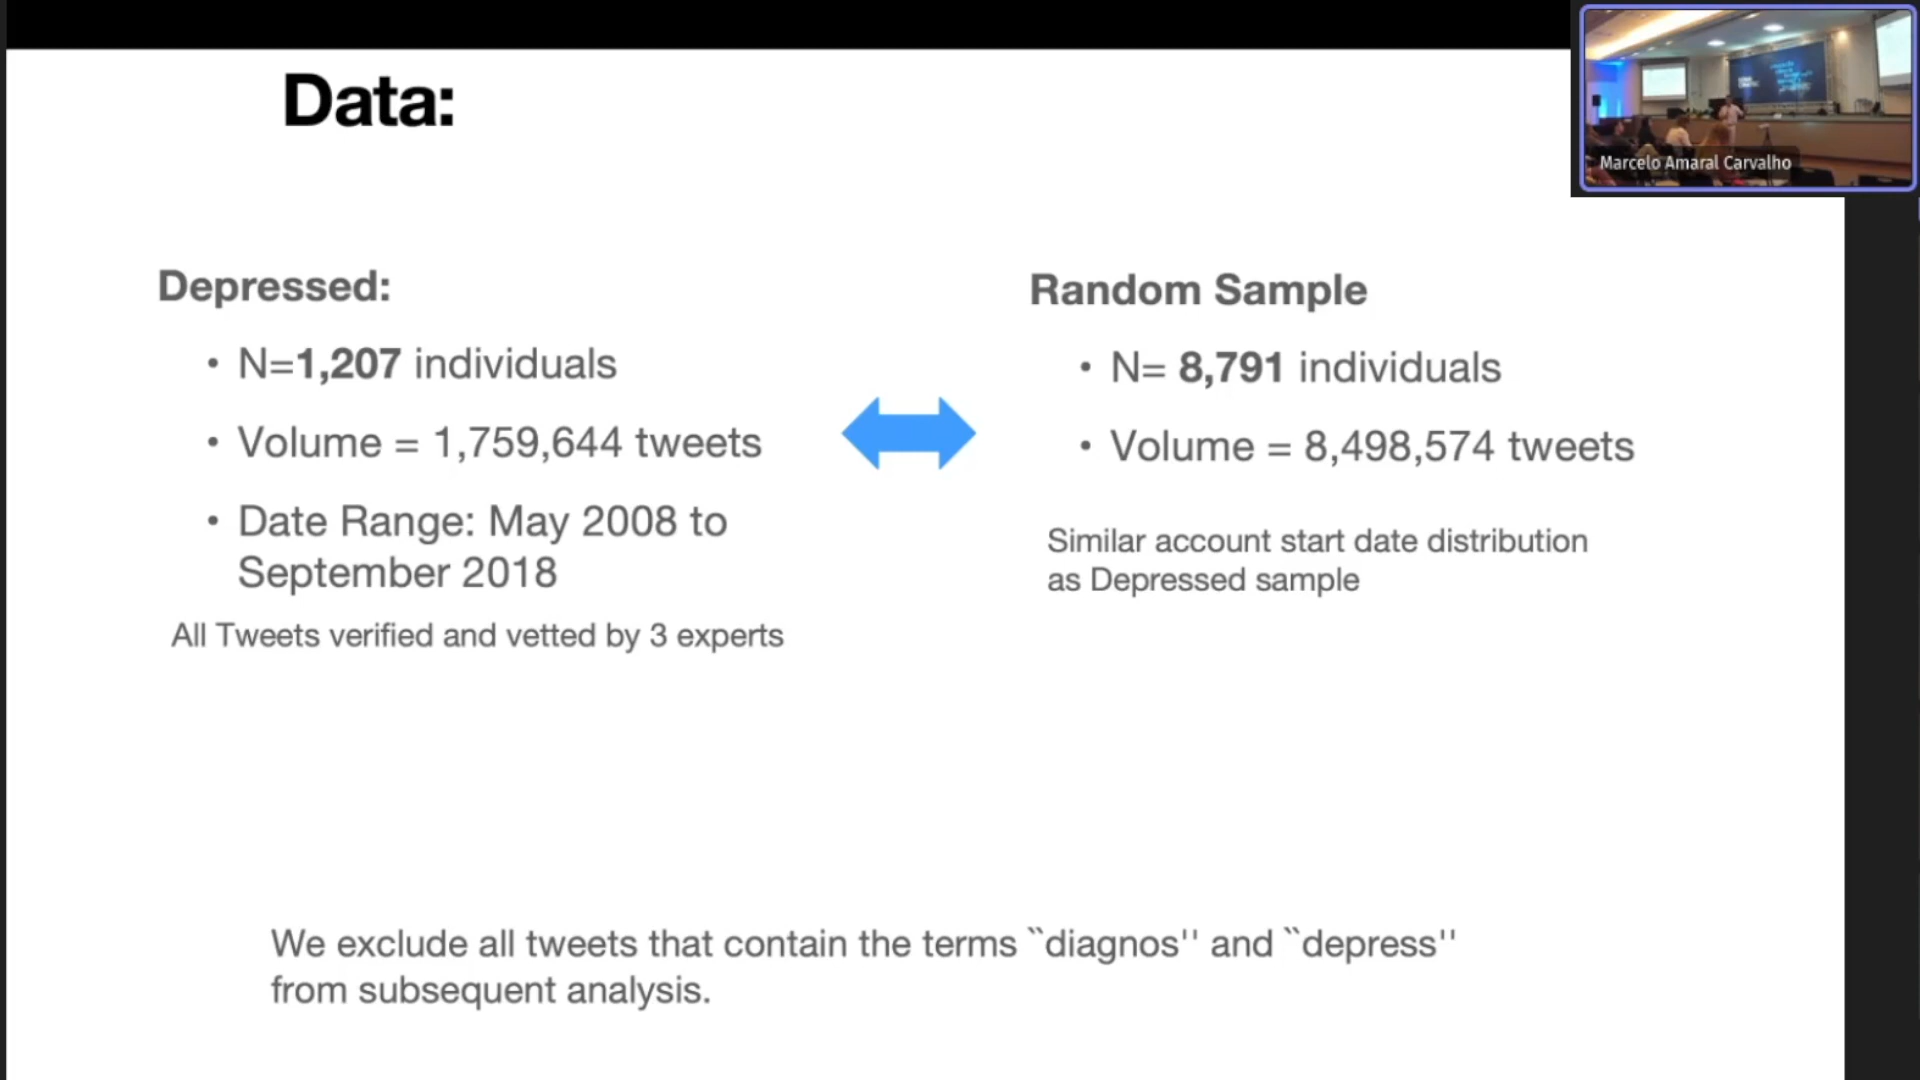 Data:
Marcelo Amaral Carvalho
Depressed:
• N=1,207 individuals
• Volume = 1,759,644 tweets
• Date Range: May 2008 to
September 2018
All Tweets verified and vetted by 3 experts
Random Sample
• N= 8,791 individuals
• Volume = 8,498,574 tweets
Similar account start date distribution
as Depressed sample
We exclude all tweets that contain the terms ``diagnos'' and ``depress''
from subsequent analysis.